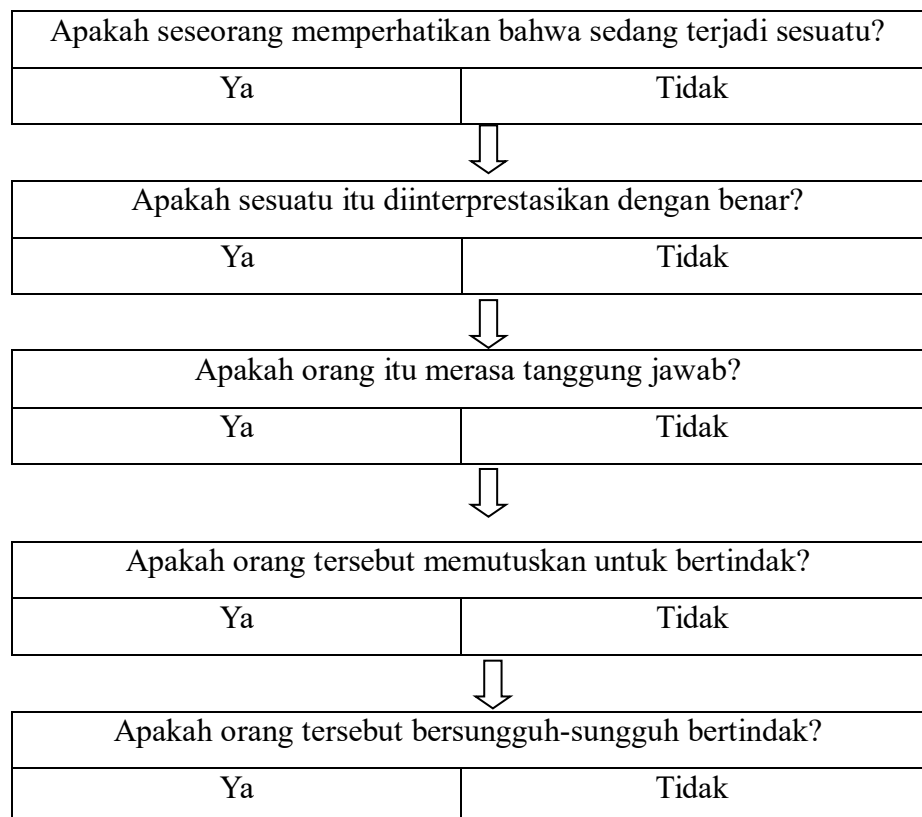 Apakah seseorang memperhatikan bahwa sedang terjadi sesuatu?
Ya Tidak
Apakah sesuatu itu diinterprestasikan dengan benar?
Ya Tidak
Apakah orang itu merasa tanggung jawab?
Ya Tidak
Apakah orang tersebut memutuskan untuk bertindak?
Ya Tidak
Apakah orang tersebut bersungguh-sungguh bertindak?
Ya Tidak